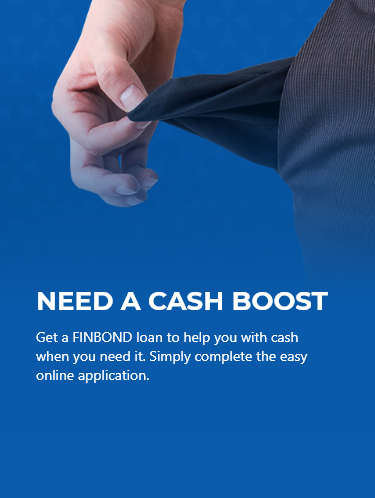 NEED A CASH BOOST
Get a FINBOND loan to help you with cash
when you need it. Simply complete the easy
online application.